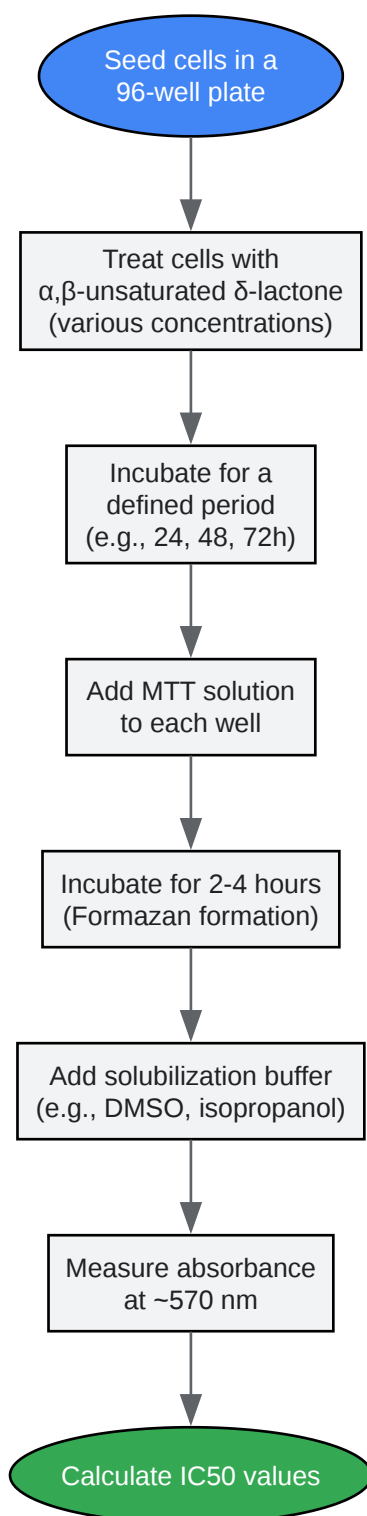 Seed cells in a
96-well plate
Treat cells with
α,β-unsaturated δ-lactone
(various concentrations)
Incubate for a
defined period
(e.g., 24, 48, 72h)
Add MTT solution
to each well
Incubate for 2-4 hours
(Formazan formation)
Add solubilization buffer
(e.g., DMSO, isopropanol)
Measure absorbance
at ~570 nm
Calculate IC50 values